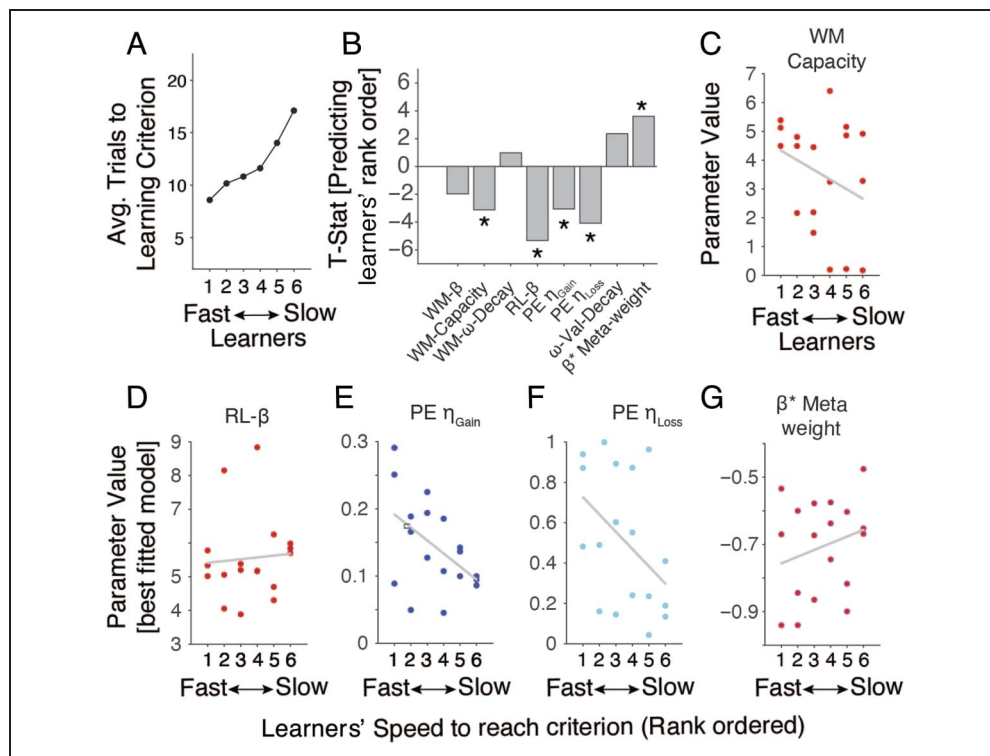 A
Avg. Trials to
Learning Criterion
20
15
10
5
1 2 3 4 5 6
Fast ↔ Slow
Learners
B
T-Stat [Predicting
learners' rank order]
6
4
2
0
−2
−4
−6
* * * * *
WM-β
WM-Capacity
WM-ω-Decay
RL-β
PE ηGain
PE ηLoss
ω-Val-Decay
β* Meta-weight
C
WM
Capacity
Parameter Value
7
6
5
4
3
2
1
0
1 2 3 4 5 6
Fast ↔ Slow
Learners
D
RL-β
Parameter Value
[best fitted model]
9
8
7
6
5
4
3
1 2 3 4 5 6
Fast ↔ Slow
E
PE ηGain
0.3
0.2
0.1
0
1 2 3 4 5 6
Fast ↔ Slow
F
PE ηLoss
1
0.8
0.6
0.4
0.2
0
1 2 3 4 5 6
Fast ↔ Slow
G
β* Meta
weight
−0.5
−0.7
−0.9
1 2 3 4 5 6
Fast ↔ Slow
Learners' Speed to reach criterion (Rank ordered)